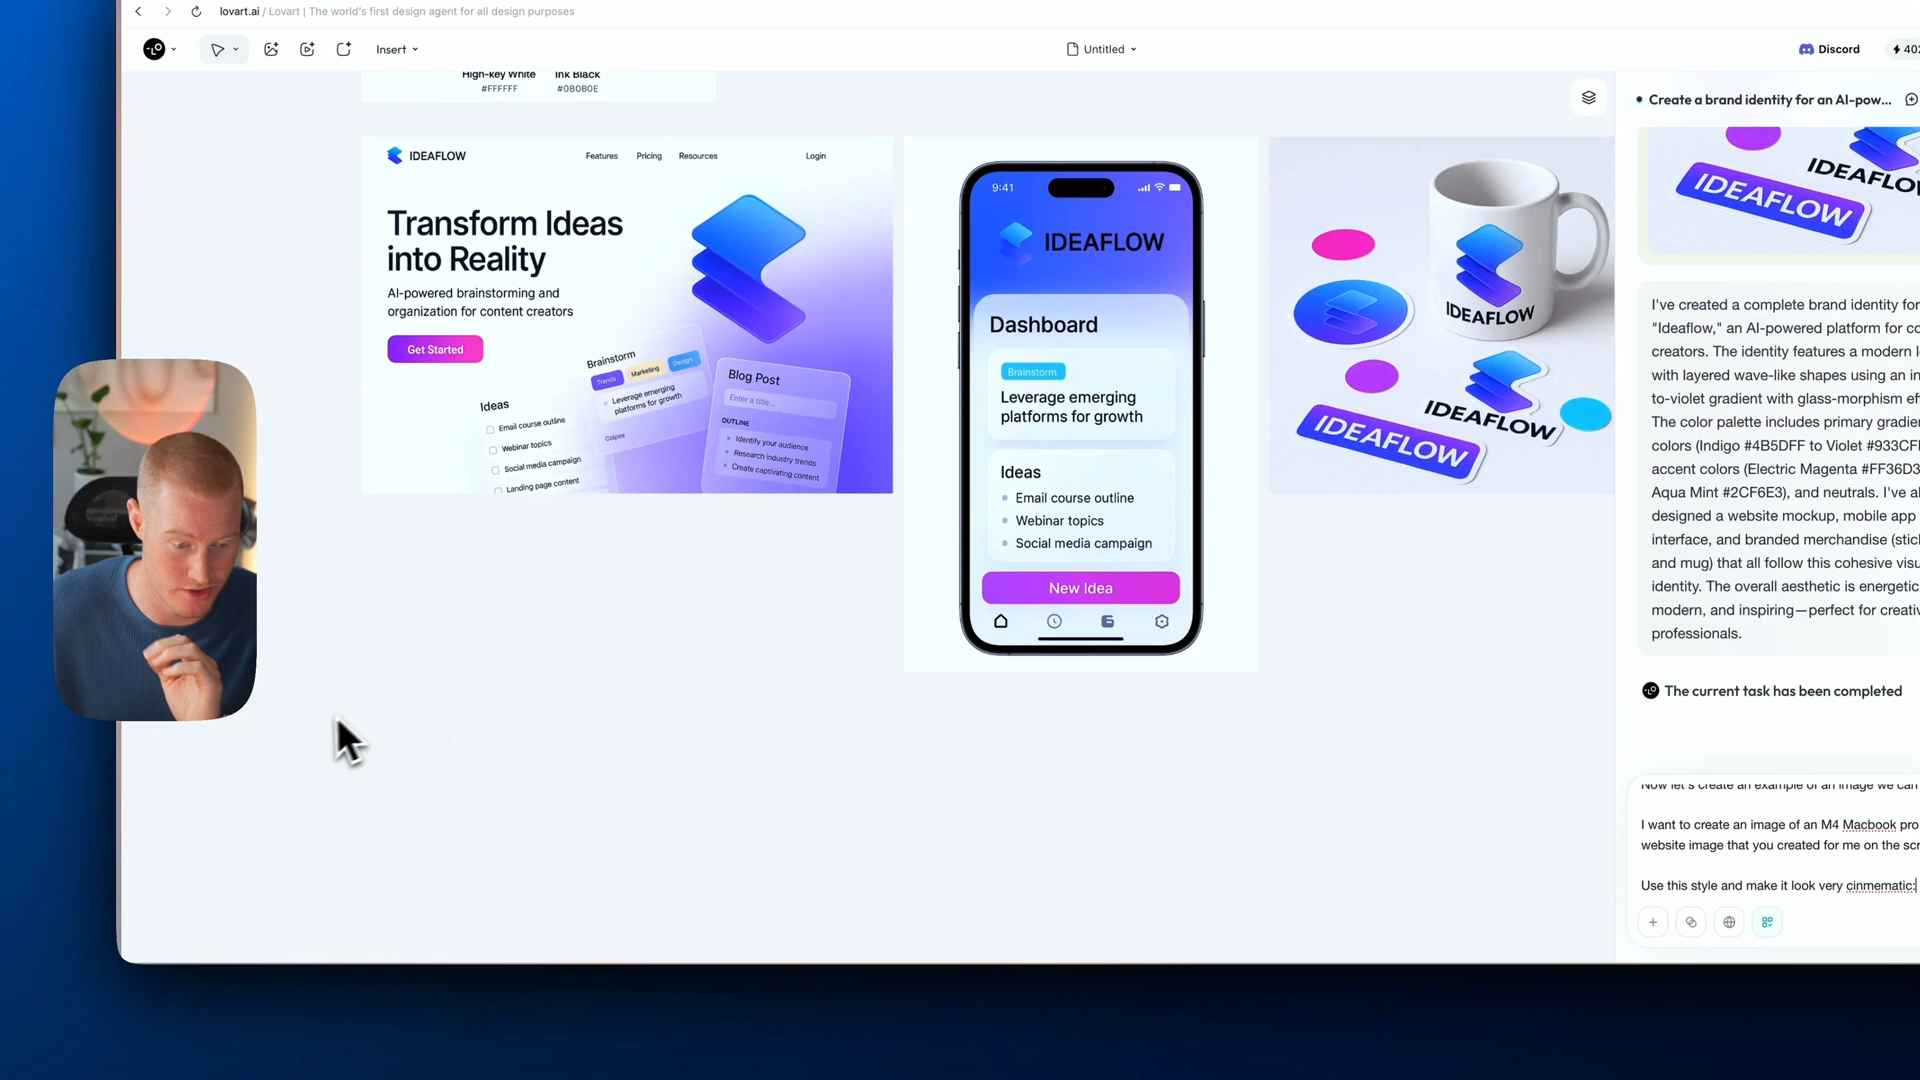 lovart.ai / Lovart | The world's first design agent for all design purposes
Insert
Untitled
Discord
High-key White
#FFFFFF
Ink Black
#0B0B0E
IDEAFLOW
Features
Pricing
Resources
Login
Transform Ideas
into Reality
AI-powered brainstorming and
organization for content creators
Get Started
Ideas
Email course outline
Webinar topics
Social media campaign
Landing page content
Brainstorm
Trends
Marketing
Design
Leverage emerging
platforms for growth
Colpee
Blog Post
Enter a title...
OUTLINE
Identify your audience
Research industry trends
Create captivating content
9:41
IDEAFLOW
Dashboard
Brainstorm
Leverage emerging
platforms for growth
Ideas
Email course outline
Webinar topics
Social media campaign
New Idea
IDEAFLOW
IDEAFLOW
IDEAFLOW
Create a brand identity for an AI-pow...
IDEAFLOW
I've created a complete brand identity for
"Ideaflow," an AI-powered platform for
creators. The identity features a modern
with layered wave-like shapes using an
to-violet gradient with glass-morphism
The color palette includes primary
colors (Indigo #4B5DFF to Violet
accent colors (Electric Magenta
Aqua Mint #2CF6E3), and neutrals. I've
designed a website mockup, mobile app
interface, and branded merchandise
and mug) that all follow this cohesive
identity. The overall aesthetic is energetic
modern, and inspiring—perfect for
professionals.
The current task has been completed
Now let's create an example of an image we can
I want to create an image of an M4 Macbook pro
website image that you created for me on the
Use this style and make it look very cinmematic: